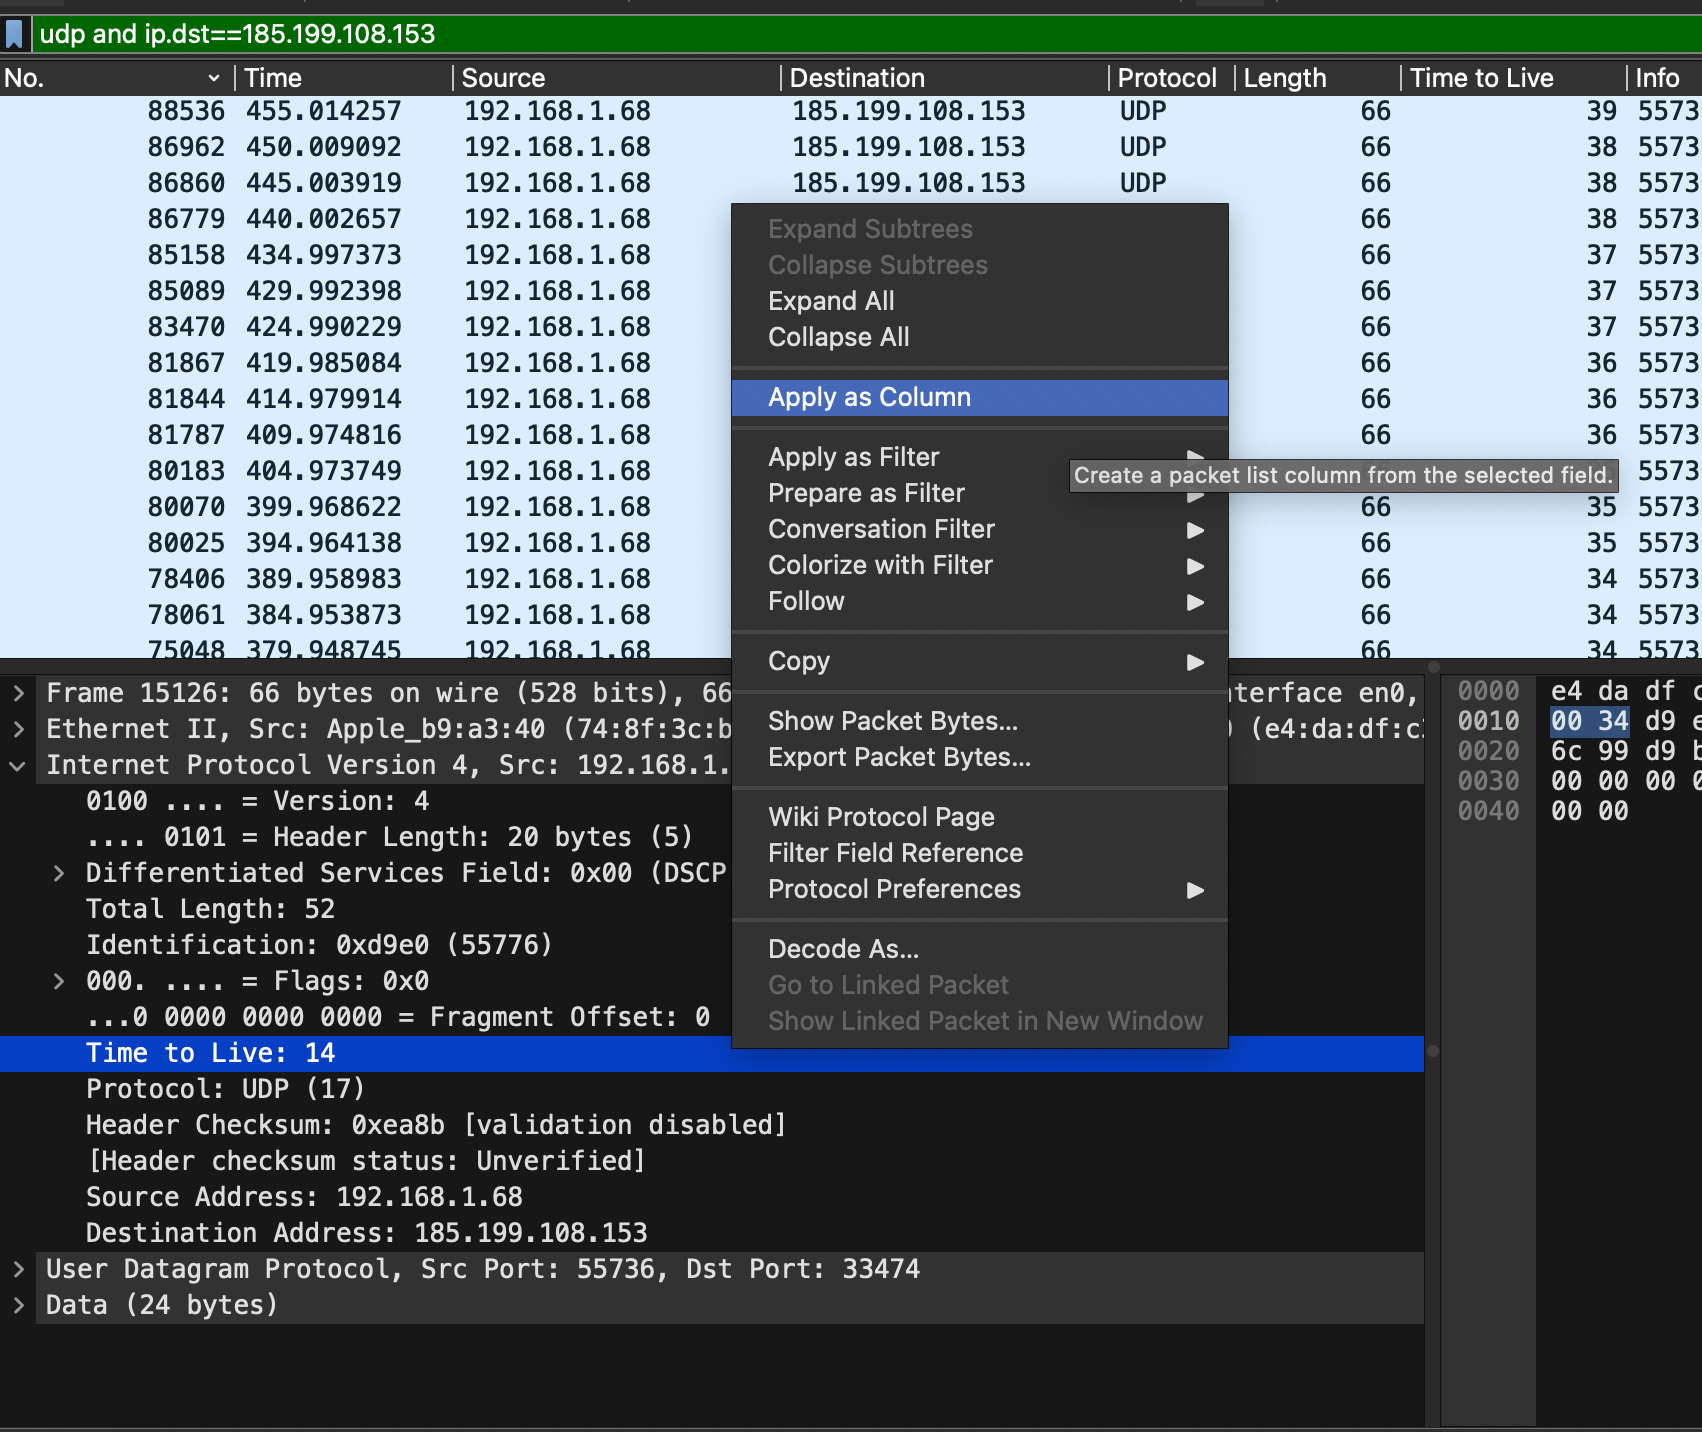 udp and ip.dst==185.199.108.153
No. Time Source Destination Protocol Length Time to Live Info
88536 455.014257 192.168.1.68 185.199.108.153 UDP 66 39 5573
86962 450.009092 192.168.1.68 185.199.108.153 UDP 66 38 5573
86860 445.003919 192.168.1.68 185.199.108.153 UDP 66 38 5573
86779 440.002657 192.168.1.68 66 38 5573
85158 434.997373 192.168.1.68 66 37 5573
85089 429.992398 192.168.1.68 66 37 5573
83470 424.990229 192.168.1.68 66 37 5573
81867 419.985084 192.168.1.68 66 36 5573
81844 414.979914 192.168.1.68 66 36 5573
81787 409.974816 192.168.1.68 66 36 5573
80183 404.973749 192.168.1.68 5573
80070 399.968622 192.168.1.68 66 35 5573
80025 394.964138 192.168.1.68 66 35 5573
78406 389.958983 192.168.1.68 66 34 5573
78061 384.953873 192.168.1.68 66 34 5573
75048 379.948745 192.168.1.68 66 34 5573
Expand Subtrees
Collapse Subtrees
Expand All
Collapse All
Apply as Column
Apply as Filter
Create a packet list column from the selected field.
Prepare as Filter
Conversation Filter
Colorize with Filter
Follow
Copy
Show Packet Bytes...
Export Packet Bytes...
Wiki Protocol Page
Filter Field Reference
Protocol Preferences
Decode As...
Go to Linked Packet
Show Linked Packet in New Window
Frame 15126: 66 bytes on wire (528 bits), 66 nterface en0,
Ethernet II, Src: Apple_b9:a3:40 (74:8f:3c:b ) (e4:da:df:c
Internet Protocol Version 4, Src: 192.168.1.
0100 .... = Version: 4
.... 0101 = Header Length: 20 bytes (5)
Differentiated Services Field: 0x00 (DSCP
Total Length: 52
Identification: 0xd9e0 (55776)
000. .... = Flags: 0x0
...0 0000 0000 0000 = Fragment Offset: 0
Time to Live: 14
Protocol: UDP (17)
Header Checksum: 0xea8b [validation disabled]
[Header checksum status: Unverified]
Source Address: 192.168.1.68
Destination Address: 185.199.108.153
User Datagram Protocol, Src Port: 55736, Dst Port: 33474
Data (24 bytes)
0000 e4 da df c
0010 00 34 d9 e
0020 6c 99 d9 b
0030 00 00 00 0
0040 00 00